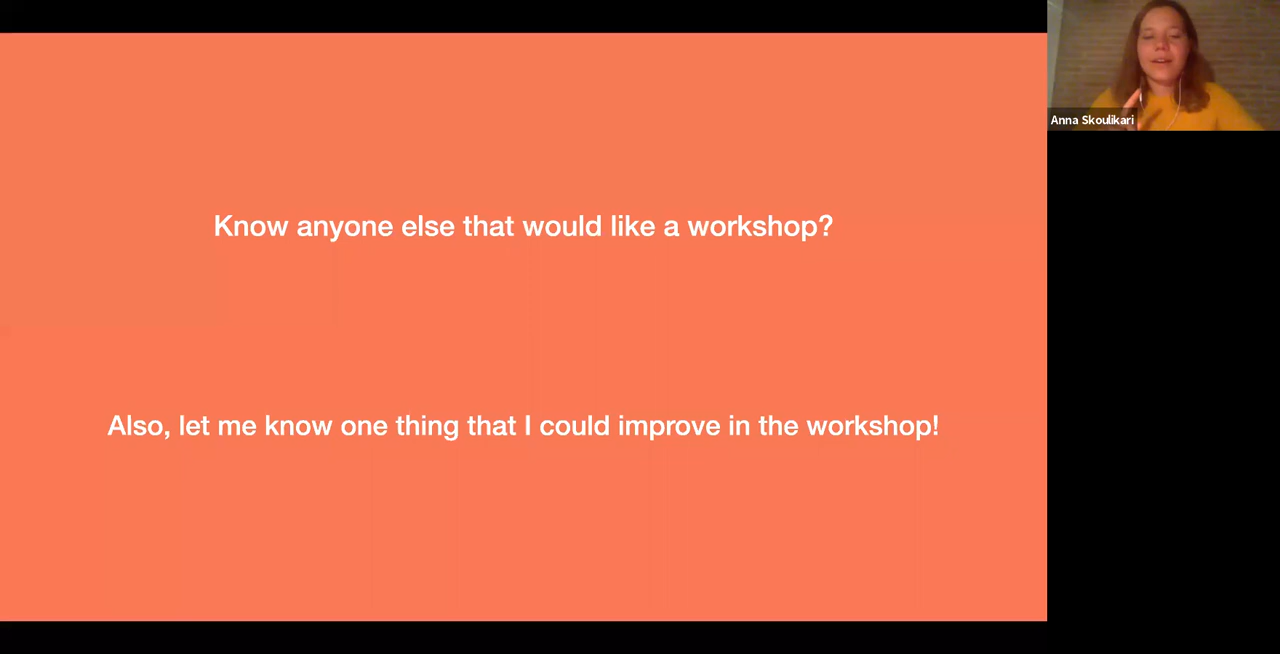 Know anyone else that would like a workshop?
Also, let me know one thing that I could improve in the workshop!
Anna Skoulikari